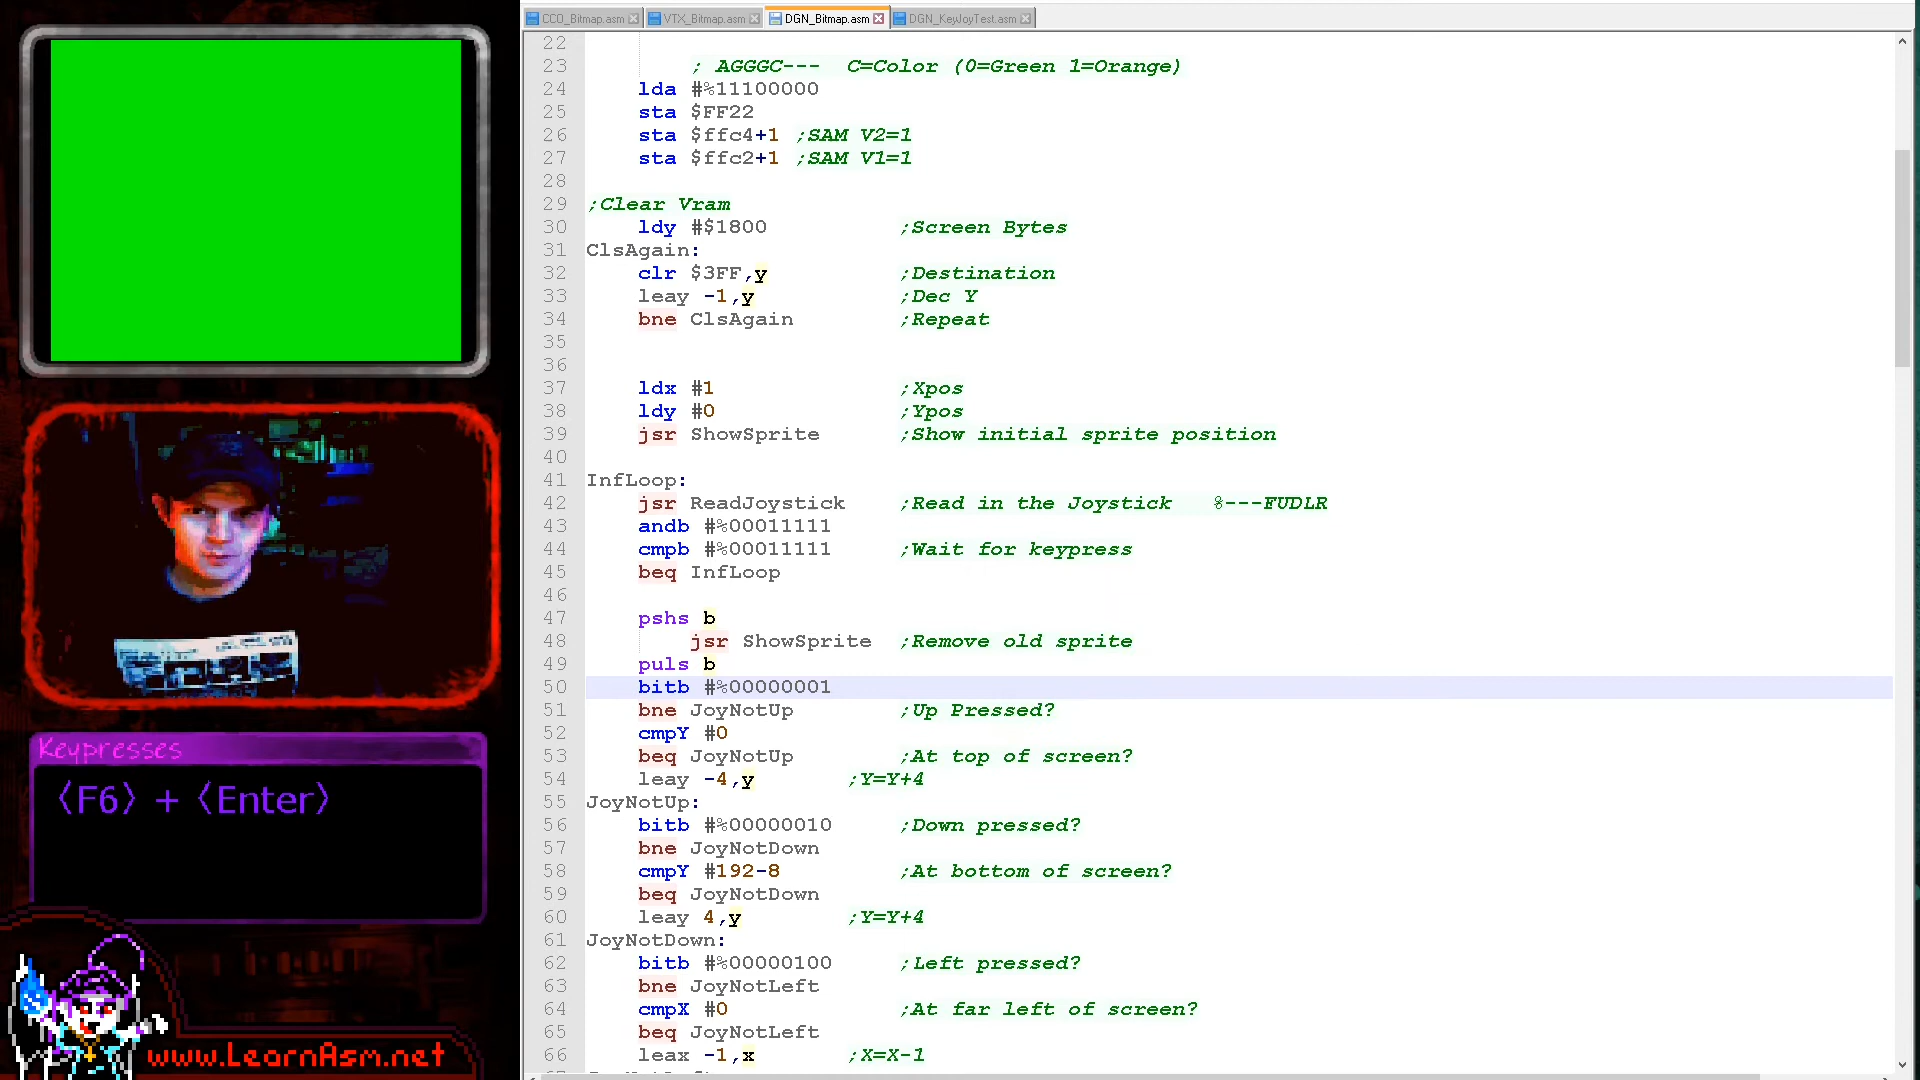 CCO_Bitmap.asm VTX_Bitmap.asm DGN_Bitmap.asm DGN_KeyJoyTest.asm
22
23 ; AGGGC--- C=Color (0=Green 1=Orange)
24 lda #%11100000
25 sta $FF22
26 sta $ffc4+1 ;SAM V2=1
27 sta $ffc2+1 ;SAM V1=1
28
29 ;Clear Vram
30 ldy #$1800 ;Screen Bytes
31 ClsAgain:
32 clr $3FF,y ;Destination
33 leay -1,y ;Dec Y
34 bne ClsAgain ;Repeat
35
36
37 ldx #1 ;Xpos
38 ldy #0 ;Ypos
39 jsr ShowSprite ;Show initial sprite position
40
41 InfLoop:
42 jsr ReadJoystick ;Read in the Joystick %---FUDLR
43 andb #%00011111
44 cmpb #%00011111 ;Wait for keypress
45 beq InfLoop
46
47 pshs b
48 jsr ShowSprite ;Remove old sprite
49 puls b
50 bitb #%00000001
51 bne JoyNotUp ;Up Pressed?
52 cmpY #0
53 beq JoyNotUp ;At top of screen?
54 leay -4,y ;Y=Y+4
55 JoyNotUp:
56 bitb #%00000010 ;Down pressed?
57 bne JoyNotDown
58 cmpY #192-8 ;At bottom of screen?
59 beq JoyNotDown
60 leay 4,y ;Y=Y+4
61 JoyNotDown:
62 bitb #%00000100 ;Left pressed?
63 bne JoyNotLeft
64 cmpX #0 ;At far left of screen?
65 beq JoyNotLeft
66 leax -1,x ;X=X-1
Keypresses
〈F6〉 + 〈Enter〉
www.LearnAsm.net